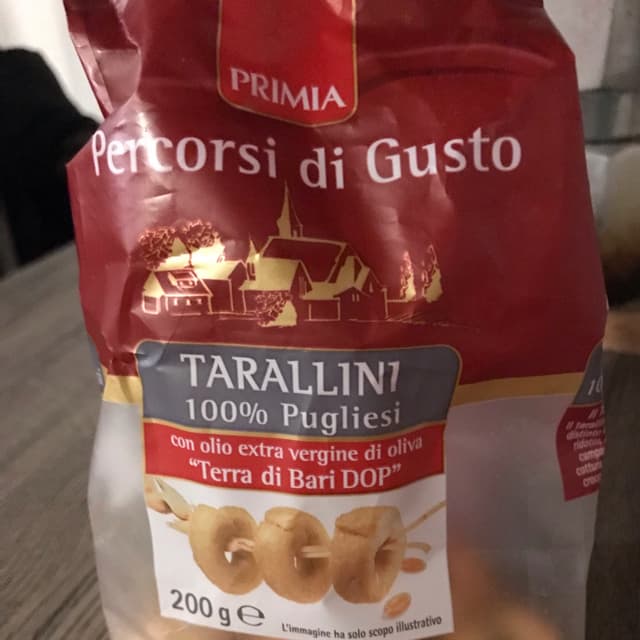 PRIMIA
Percorsi di Gusto
TARALLINI
100% Pugliesi
con olio extra vergine di oliva
"Terra di Bari DOP"
200 g ℮
L'immagine ha solo scopo illustrativo
Il